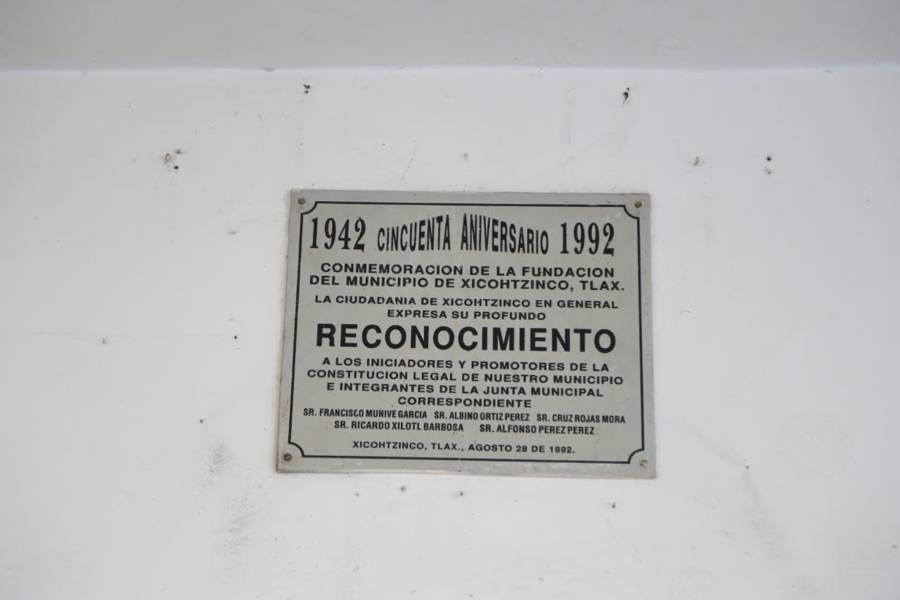 1942 CINCUENTA ANIVERSARIO 1992
CONMEMORACION DE LA FUNDACION
DEL MUNICIPIO DE XICOHTZINCO, TLAX.
LA CIUDADANIA DE XICOHTZINCO EN GENERAL
EXPRESA SU PROFUNDO
RECONOCIMIENTO
A LOS INICIADORES Y PROMOTORES DE LA
CONSTITUCION LEGAL DE NUESTRO MUNICIPIO
E INTEGRANTES DE LA JUNTA MUNICIPAL
CORRESPONDIENTE
SR. FRANCISCO MUNIVE GARCIA SR. ALBINO ORTIZ PEREZ SR. CRUZ ROJAS MORA
SR. RICARDO XILOTL BARBOSA SR. ALFONSO PEREZ PEREZ
XICOHTZINCO, TLAX., AGOSTO 28 DE 1992.